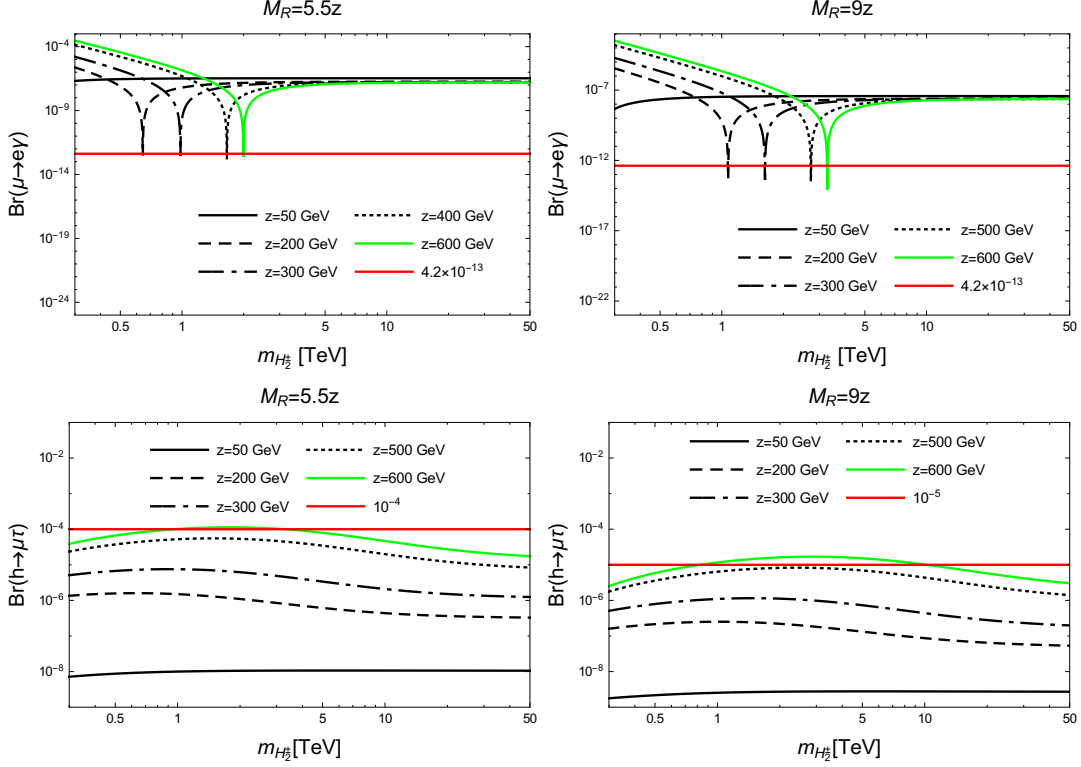 M_R=5.5z
Br(μ→eγ)
10^-4
10^-9
10^-14
10^-19
10^-24
z=50 GeV
z=400 GeV
z=200 GeV
z=600 GeV
z=300 GeV
4.2×10^-13
0.5
1
5
10
50
m_{H_2^±} [TeV]
M_R=9z
Br(μ→eγ)
10^-7
10^-12
10^-17
10^-22
z=50 GeV
z=500 GeV
z=200 GeV
z=600 GeV
z=300 GeV
4.2×10^-13
0.5
1
5
10
50
m_{H_2^±} [TeV]
M_R=5.5z
Br(h→μτ)
10^-2
10^-4
10^-6
10^-8
z=50 GeV
z=500 GeV
z=200 GeV
z=600 GeV
z=300 GeV
10^-4
0.5
1
5
10
50
m_{H_2^±}[TeV]
M_R=9z
Br(h→μτ)
10^-2
10^-4
10^-6
10^-8
z=50 GeV
z=500 GeV
z=200 GeV
z=600 GeV
z=300 GeV
10^-5
0.5
1
5
10
50
m_{H_2^±}[TeV]